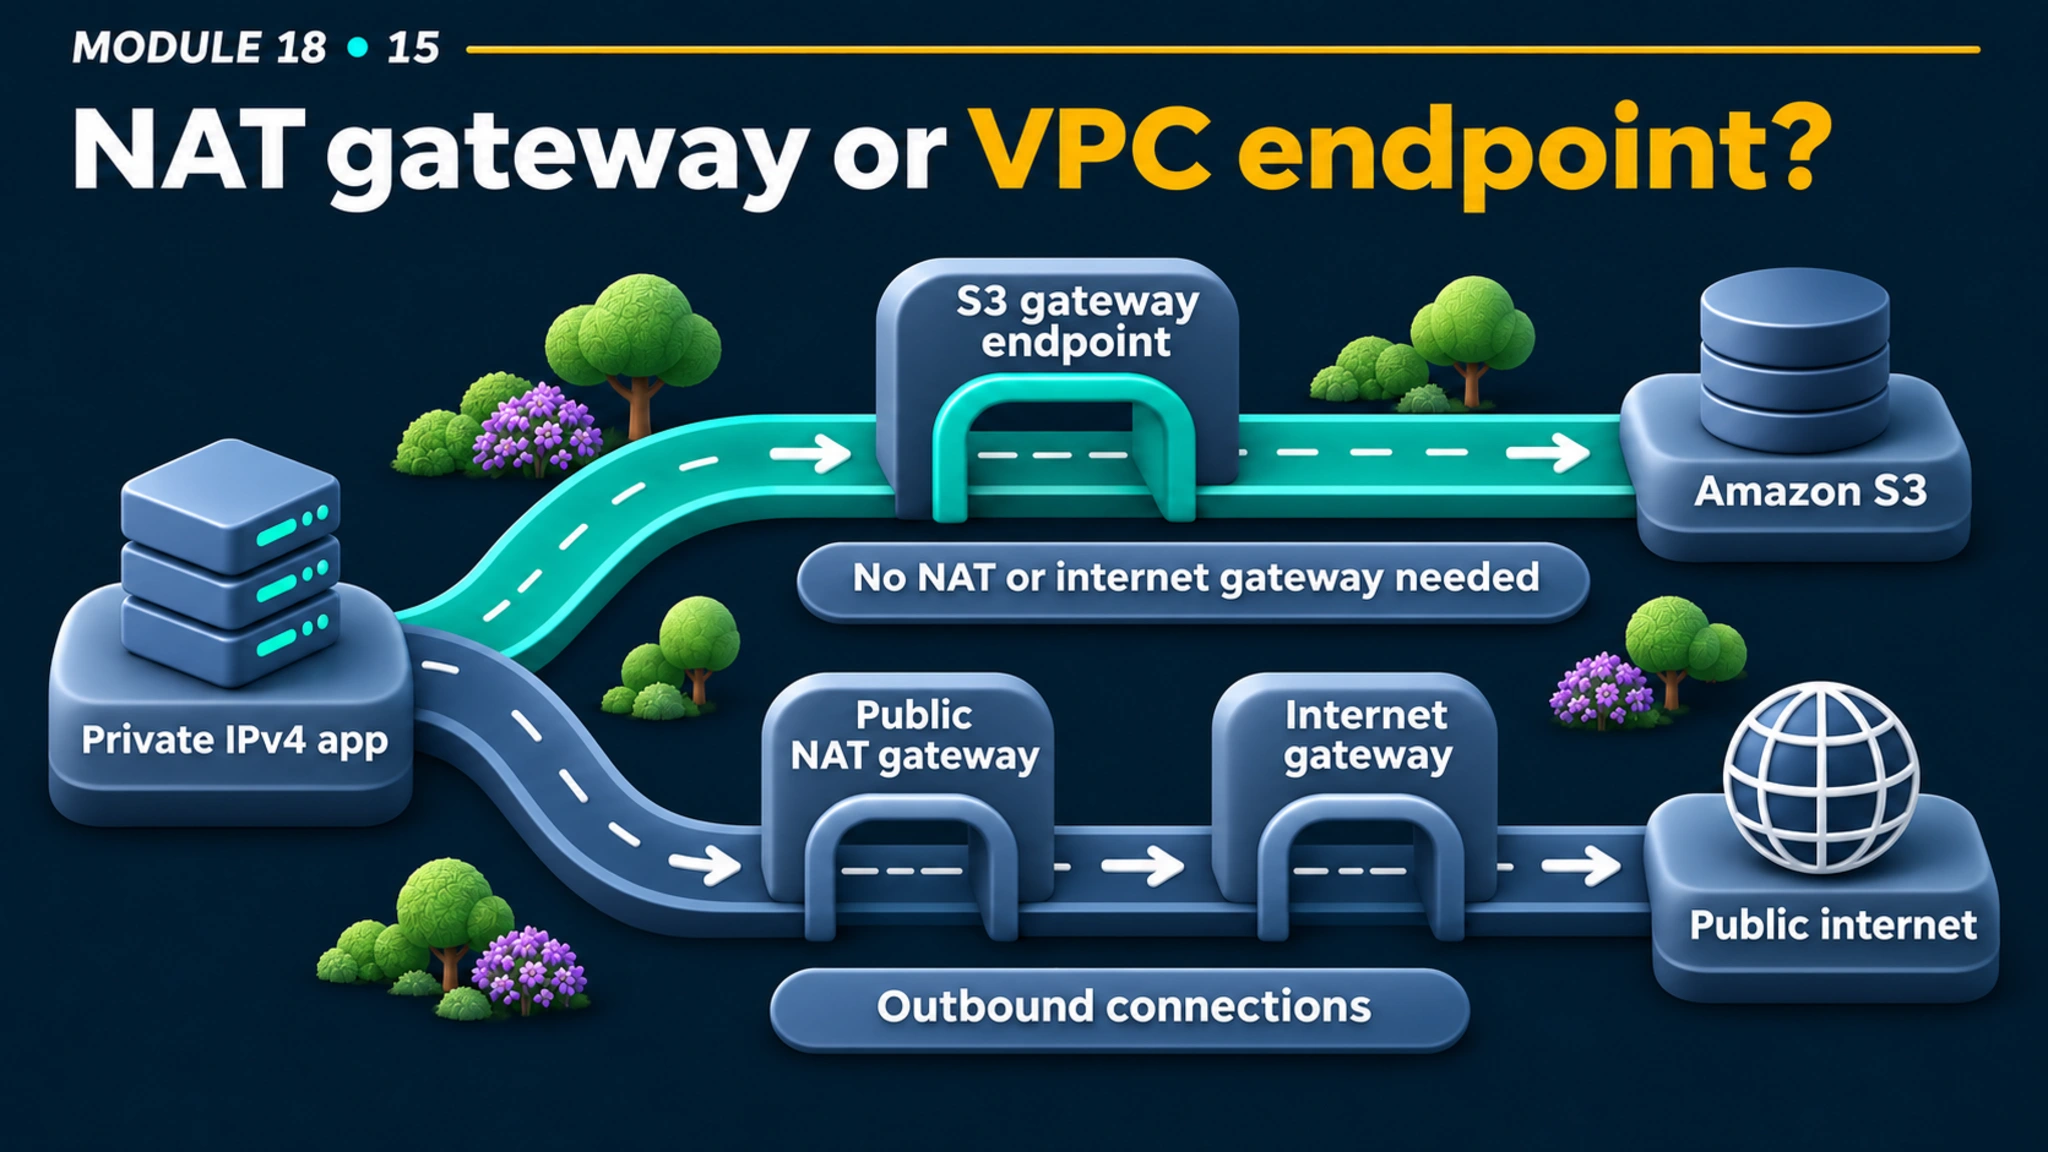 MODULE 18 • 15
NAT gateway or VPC endpoint?
S3 gateway
endpoint
Amazon S3
No NAT or internet gateway needed
Private IPv4 app
Public
NAT gateway
Internet
gateway
Public internet
Outbound connections